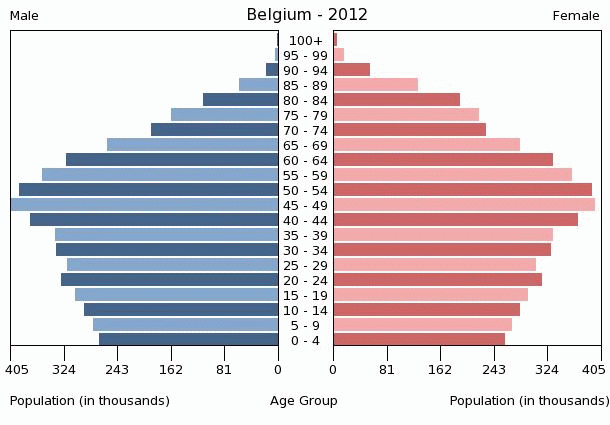 Belgium - 2012
Male
Female
100+
95 - 99
90 - 94
85 - 89
80 - 84
75 - 79
70 - 74
65 - 69
60 - 64
55 - 59
50 - 54
45 - 49
40 - 44
35 - 39
30 - 34
25 - 29
20 - 24
15 - 19
10 - 14
5 - 9
0 - 4
405 324 243 162 81 0 0 81 162 243 324 405
Population (in thousands) Age Group Population (in thousands)